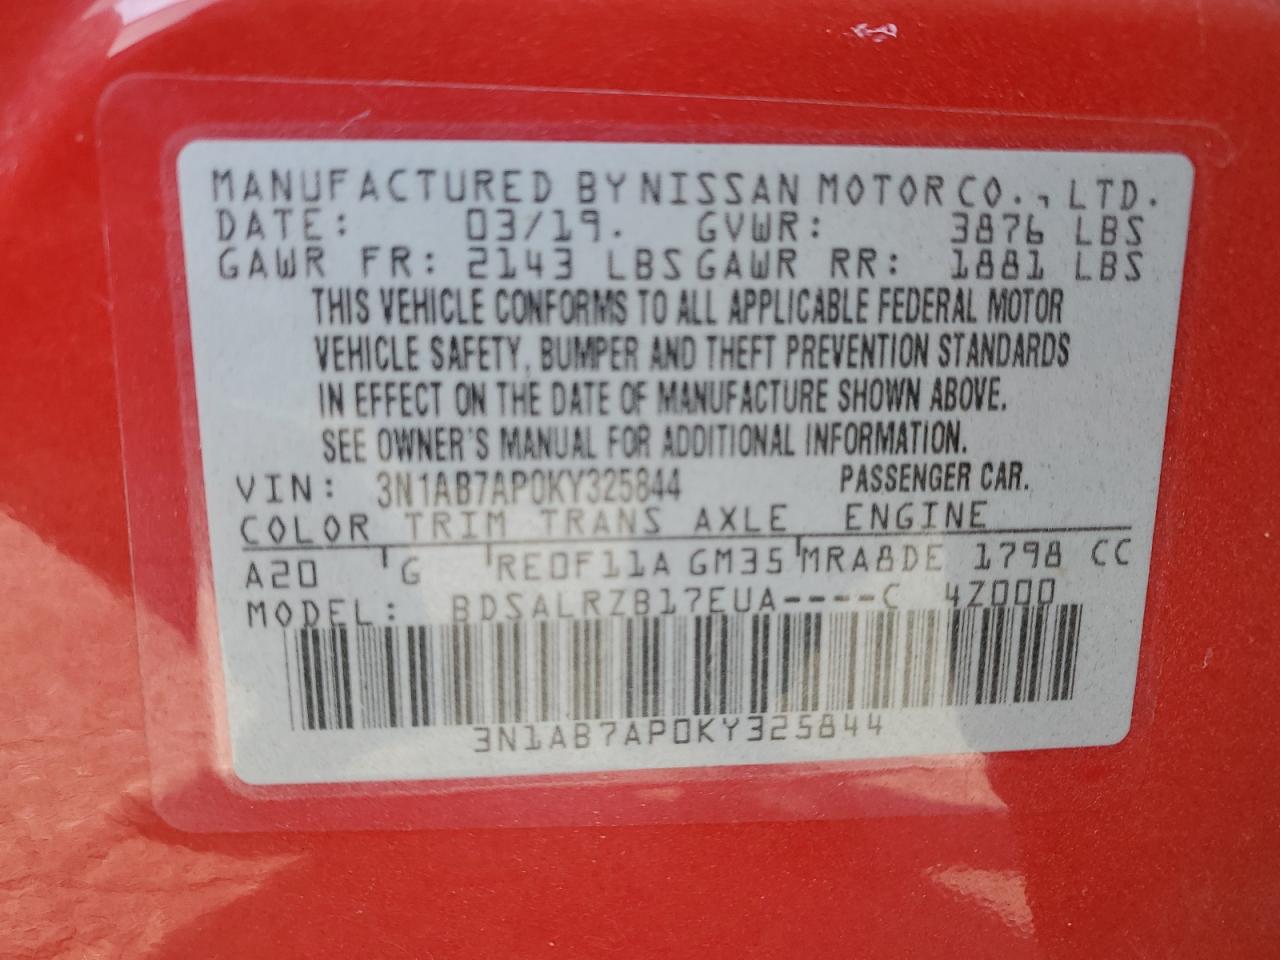 MANUFACTURED BY NISSAN MOTOR CO., LTD.
DATE: 03/19. GVWR: 3876 LBS
GAWR FR: 2143 LBS GAWR RR: 1881 LBS
THIS VEHICLE CONFORMS TO ALL APPLICABLE FEDERAL MOTOR
VEHICLE SAFETY, BUMPER AND THEFT PREVENTION STANDARDS
IN EFFECT ON THE DATE OF MANUFACTURE SHOWN ABOVE.
SEE OWNER'S MANUAL FOR ADDITIONAL INFORMATION.
VIN: 3N1AB7AP0KY325844 PASSENGER CAR.
COLOR TRIM TRANS AXLE ENGINE
A20 G RE0F11A GM35 MRA8DE 1798 CC
MODEL: BDSALRZB17EUA----C 4Z000
3N1AB7AP0KY325844